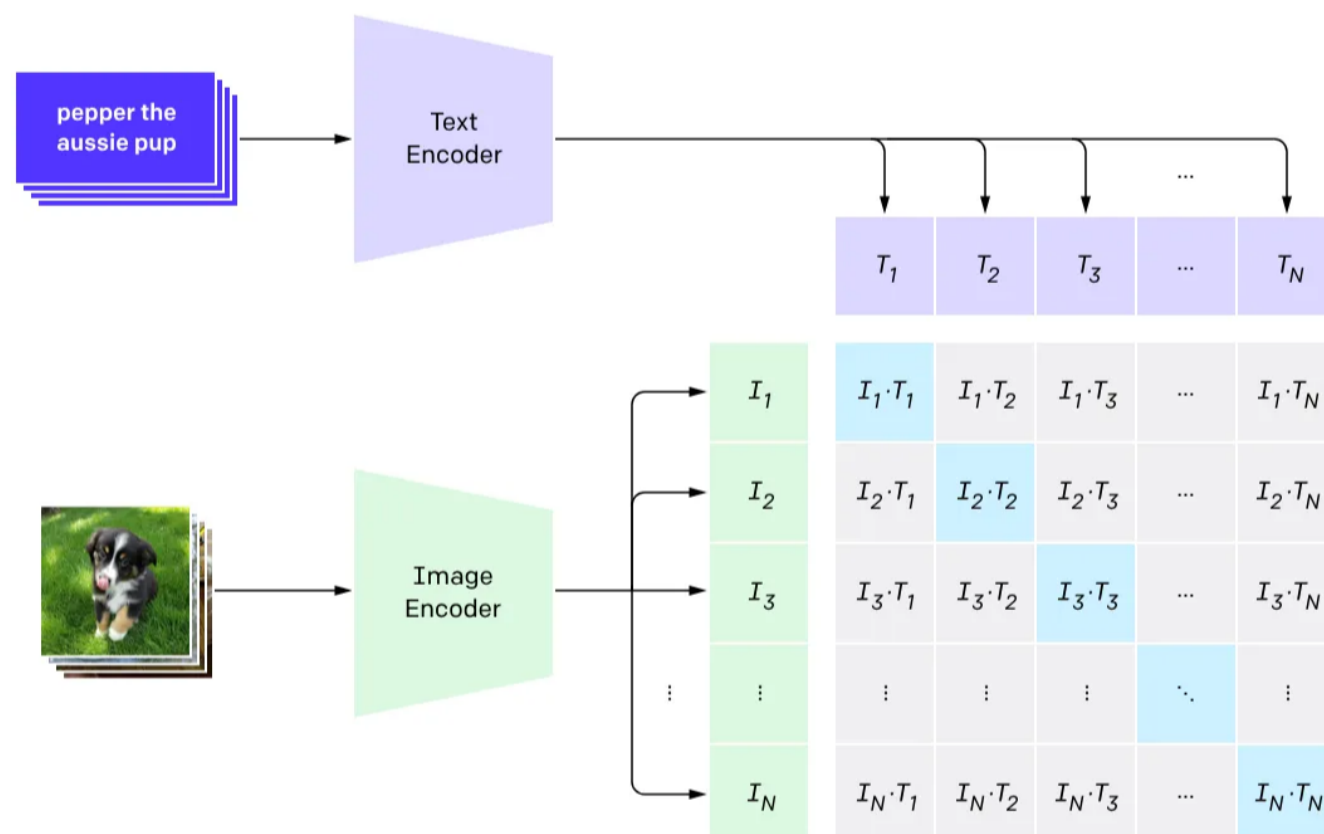 pepper the
aussie pup
Text
Encoder
...
T1 T2 T3 ... TN
I1 I1·T1 I1·T2 I1·T3 ... I1·TN
I2 I2·T1 I2·T2 I2·T3 ... I2·TN
Image
Encoder
I3 I3·T1 I3·T2 I3·T3 ... I3·TN
⋮ ⋮ ⋮ ⋮ ⋮ ⋱ ⋮
IN IN·T1 IN·T2 IN·T3 ... IN·TN